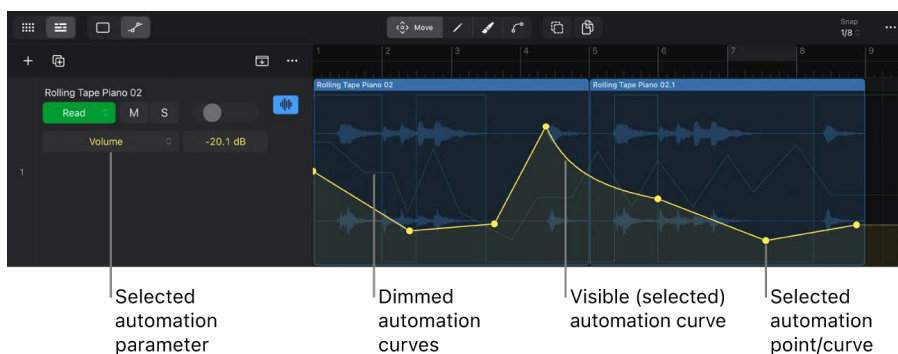 Move
Snap
1/8
1 2 3 4 5 6 7 8 9
Rolling Tape Piano 02
Read M S
Volume -20.1 dB
1
Rolling Tape Piano 02
Rolling Tape Piano 02.1
Selected
automation
parameter
Dimmed
automation
curves
Visible (selected)
automation curve
Selected
automation
point/curve